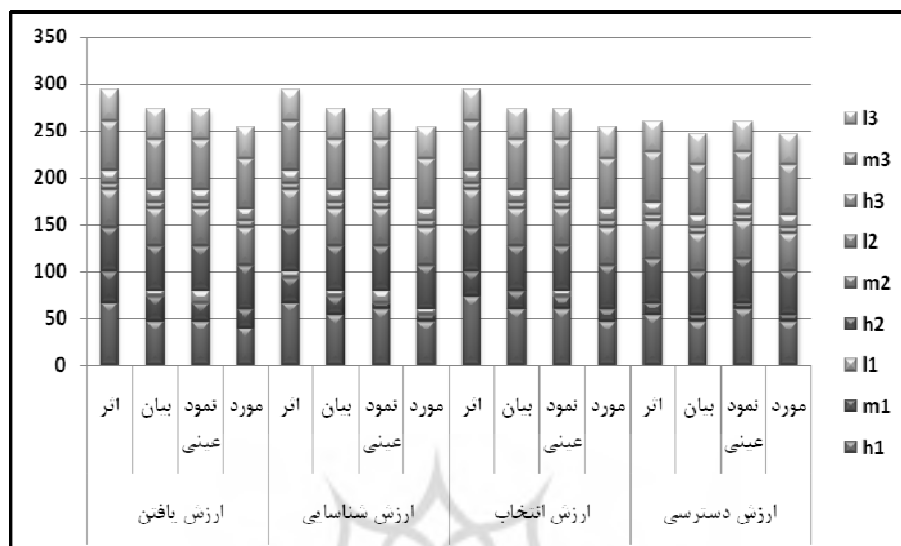 350
300
250
200
150
100
50
0
اثر بیان نمود عینی مورد اثر بیان نمود عینی مورد اثر بیان نمود عینی مورد اثر بیان نمود عینی مورد
ارزش یافتن ارزش شناسایی ارزش انتخاب ارزش دسترسی
l3
m3
h3
l2
m2
h2
l1
m1
h1